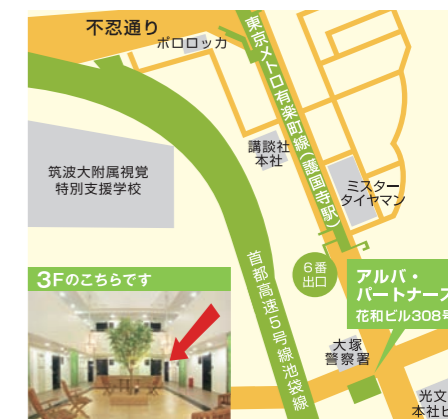 不忍通り
ポロロッカ
東京メトロ有楽町線(護国寺駅)
講談社
本社
筑波大附属視覚
特別支援学校
ミスター
タイヤマン
首都高速5号線池袋線
6番
出口
3Fのこちらです
アルバ・
パートナーズ
花和ビル308号
大塚
警察署
光文
本社